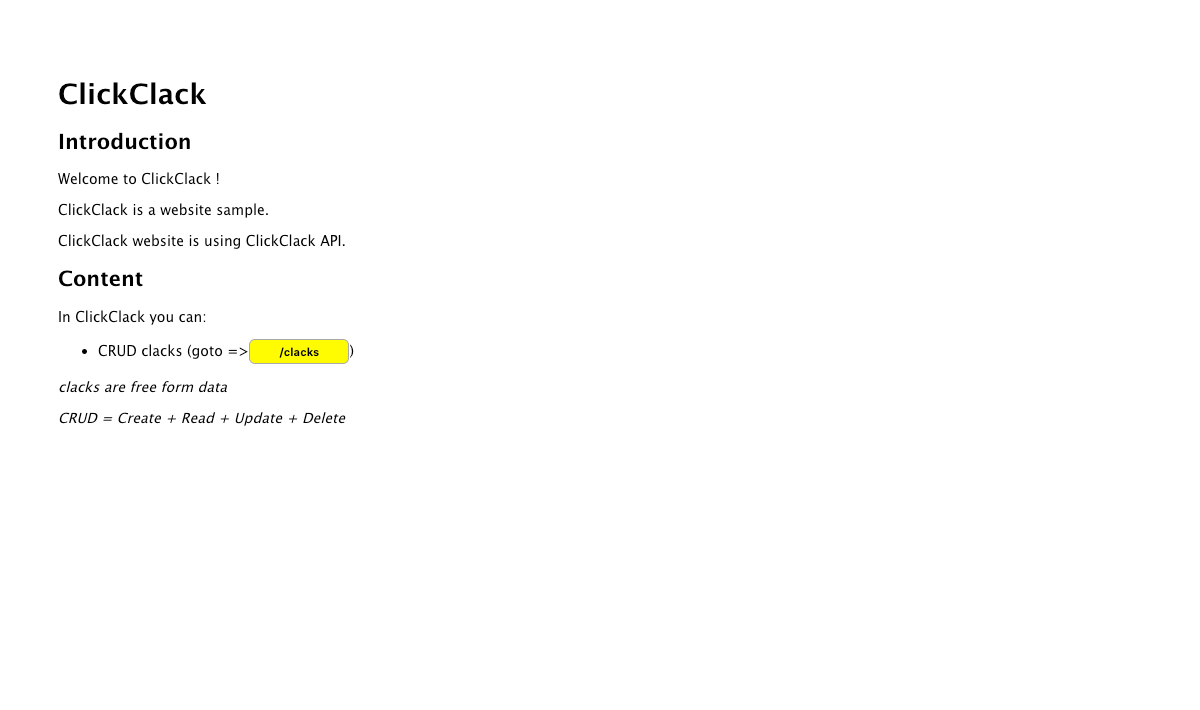 ClickClack
Introduction
Welcome to ClickClack !
ClickClack is a website sample.
ClickClack website is using ClickClack API.
Content
In ClickClack you can:
• CRUD clacks (goto => /clacks )
clacks are free form data
CRUD = Create + Read + Update + Delete